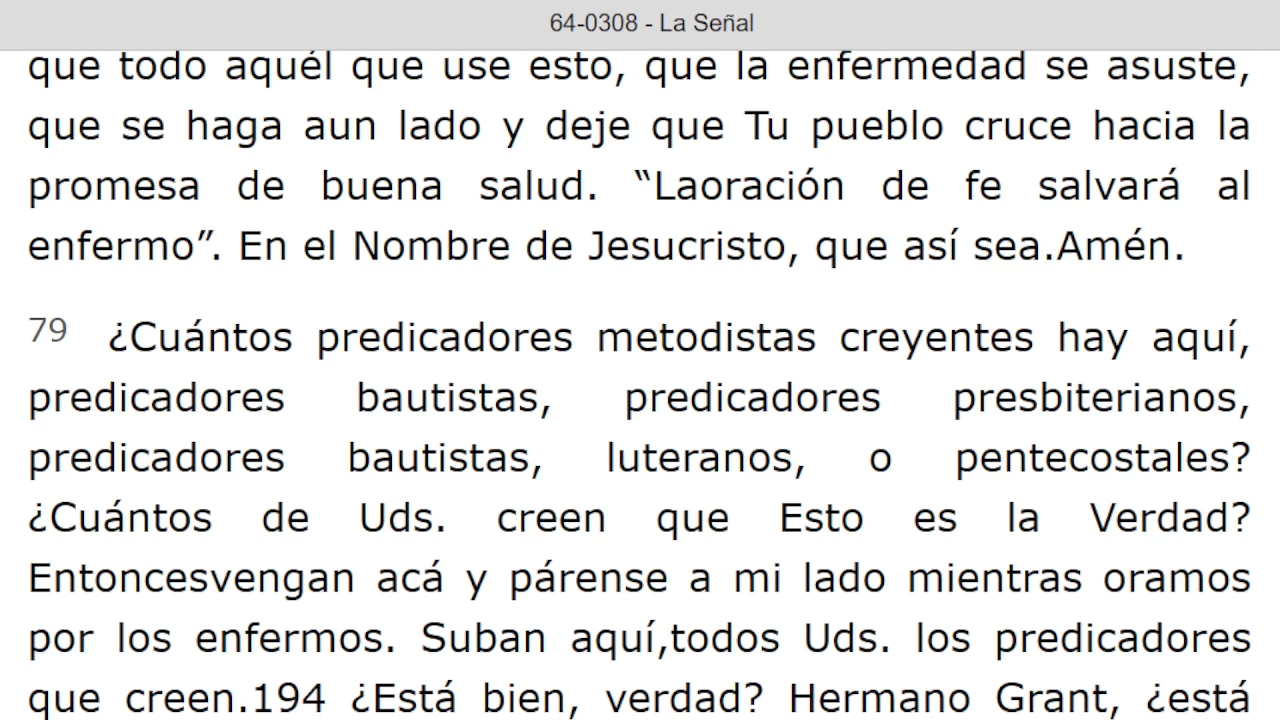 64-0308 - La Señal
que todo aquél que use esto, que la enfermedad se asuste,
que se haga aun lado y deje que Tu pueblo cruce hacia la
promesa de buena salud. “Laoración de fe salvará al
enfermo”. En el Nombre de Jesucristo, que así sea.Amén.
79 ¿Cuántos predicadores metodistas creyentes hay aquí,
predicadores bautistas, predicadores presbiterianos,
predicadores bautistas, luteranos, o pentecostales?
¿Cuántos de Uds. creen que Esto es la Verdad?
Entoncesvengan acá y párense a mi lado mientras oramos
por los enfermos. Suban aquí,todos Uds. los predicadores
que creen.194 ¿Está bien, verdad? Hermano Grant, ¿está